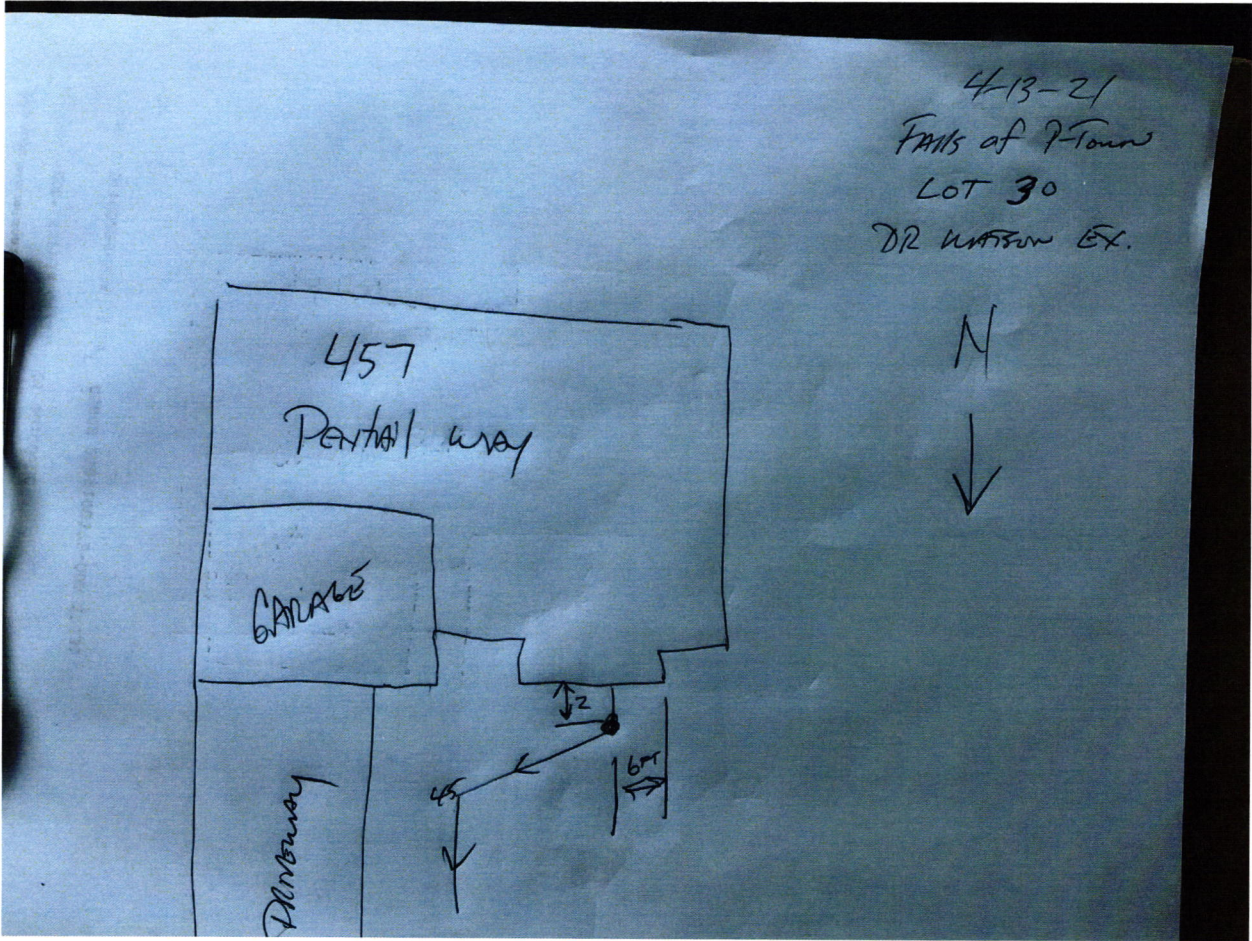 4-13-21
Falls of P-Town
LOT 30
DR WATSON EX.
N
457
Pentail way
GARAGE
2
6FT
45
DRIVEWAY